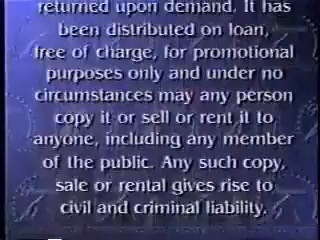 returned upon demand. It has
been distributed on loan,
free of charge, for promotional
purposes only and under no
circumstances may any person
copy it or sell or rent it to
anyone, including any member
of the public. Any such copy,
sale or rental gives rise to
civil and criminal liability.